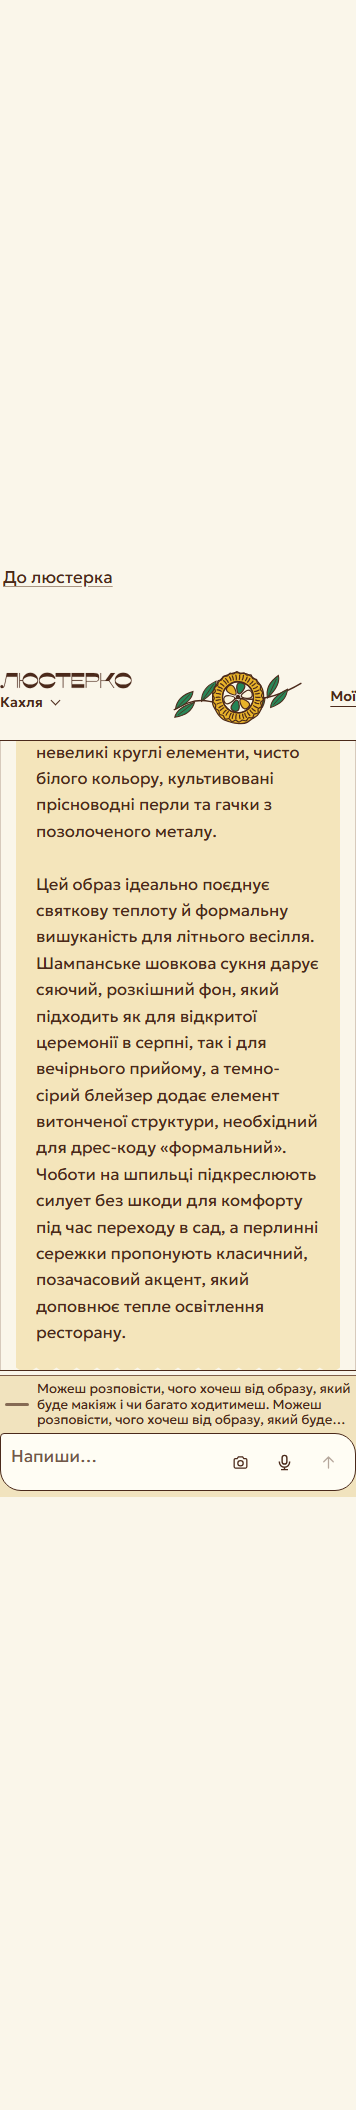 До люстерка
ЛЮСТЕРКО
Кахля
Мої
невеликі круглі елементи, чисто
білого кольору, культивовані
прісноводні перли та гачки з
позолоченого металу.
Цей образ ідеально поєднує
святкову теплоту й формальну
вишуканість для літнього весілля.
Шампанське шовкова сукня дарує
сяючий, розкішний фон, який
підходить як для відкритої
церемонії в серпні, так і для
вечірнього прийому, а темно-
сірий блейзер додає елемент
витонченої структури, необхідний
для дрес-коду «формальний».
Чоботи на шпильці підкреслюють
силует без шкоди для комфорту
під час переходу в сад, а перлинні
сережки пропонують класичний,
позачасовий акцент, який
доповнює тепле освітлення
ресторану.
Можеш розповісти, чого хочеш від образу, який
буде макіяж і чи багато ходитимеш. Можеш
розповісти, чого хочеш від образу, який буде…
Напиши…